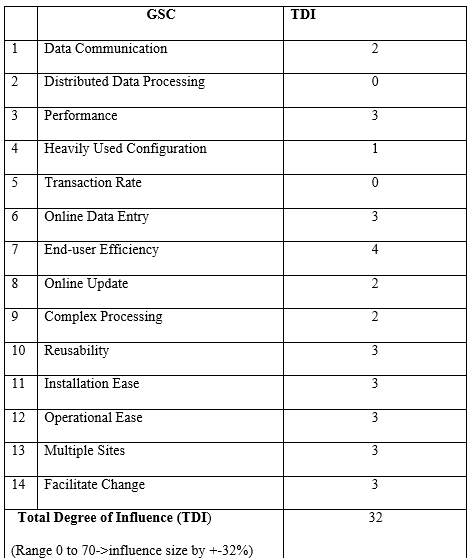 GSC TDI
1 Data Communication 2
2 Distributed Data Processing 0
3 Performance 3
4 Heavily Used Configuration 1
5 Transaction Rate 0
6 Online Data Entry 3
7 End-user Efficiency 4
8 Online Update 2
9 Complex Processing 2
10 Reusability 3
11 Installation Ease 3
12 Operational Ease 3
13 Multiple Sites 3
14 Facilitate Change 3
Total Degree of Influence (TDI) 32
(Range 0 to 70->influence size by +-32%)